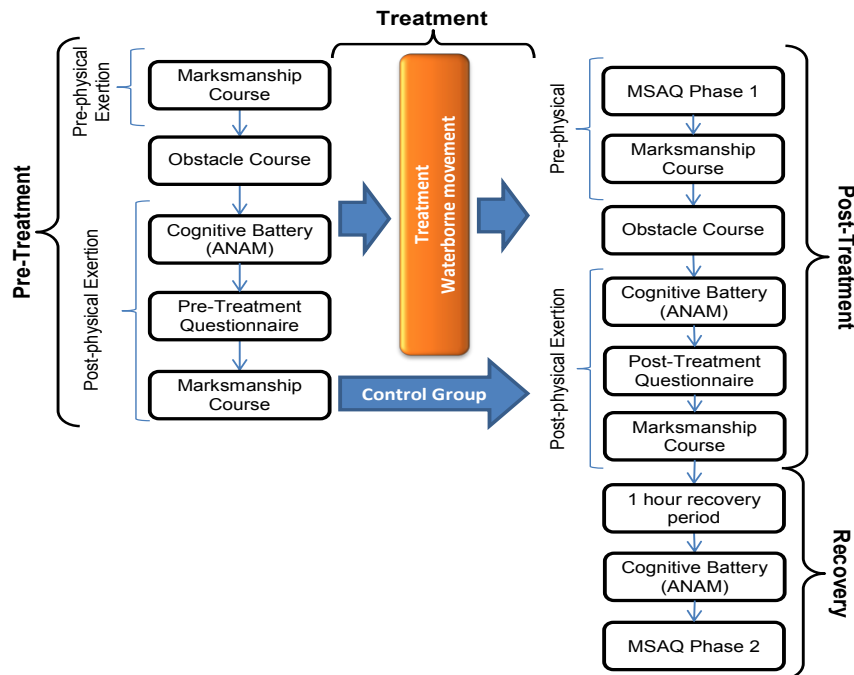 Treatment
Pre-Treatment
Pre-physical
Exertion
Marksmanship
Course
Obstacle Course
Post-physical Exertion
Cognitive Battery
(ANAM)
Pre-Treatment
Questionnaire
Marksmanship
Course
Treatment
Waterborne movement
Control Group
Pre-physical
MSAQ Phase 1
Marksmanship
Course
Obstacle Course
Post-physical Exertion
Cognitive Battery
(ANAM)
Post-Treatment
Questionnaire
Marksmanship
Course
Post-Treatment
1 hour recovery
period
Cognitive Battery
(ANAM)
MSAQ Phase 2
Recovery